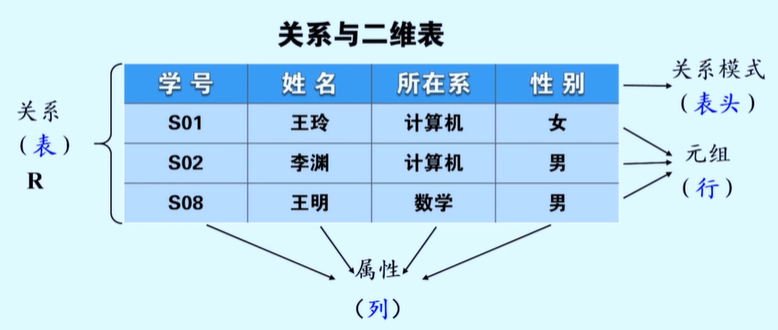 关系与二维表
学号 姓名 所在系 性别
S01 王玲 计算机 女
S02 李渊 计算机 男
S08 王明 数学 男
关系
（表）
R
关系模式
（表头）
元组
（行）
属性
（列）